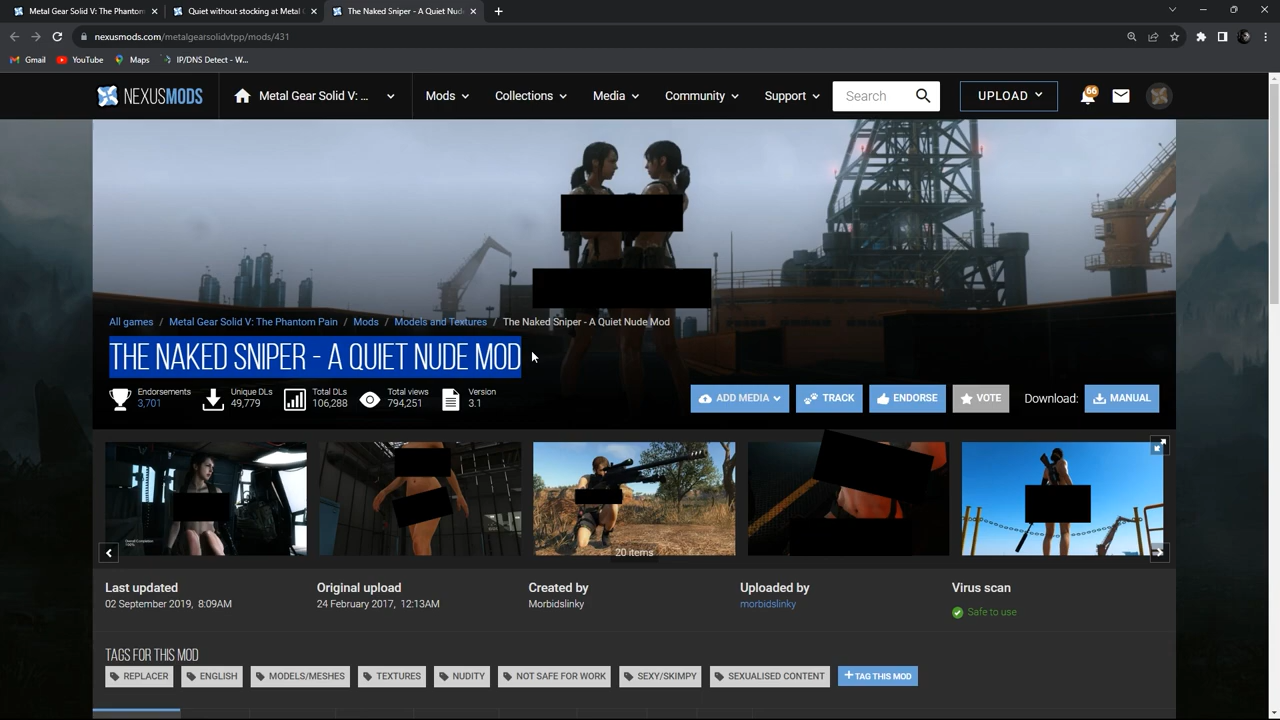 Metal Gear Solid V: The Phantom
Quiet without stocking at Metal
The Naked Sniper - A Quiet Nude
nexusmods.com/metalgearsolidvtpp/mods/431
Gmail YouTube Maps IP/DNS Detect - W...
NEXUSMODS Metal Gear Solid V: ... Mods Collections Media Community Support Search UPLOAD 66
All games / Metal Gear Solid V: The Phantom Pain / Mods / Models and Textures / The Naked Sniper - A Quiet Nude Mod
THE NAKED SNIPER - A QUIET NUDE MOD
Endorsements Unique DLs Total DLs Total views Version
3,701 49,779 106,288 794,251 3.1
ADD MEDIA TRACK ENDORSE VOTE Download: MANUAL
20 items
Last updated Original upload Created by Uploaded by Virus scan
02 September 2019, 8:09AM 24 February 2017, 12:13AM Morbidslinky morbidslinky Safe to use
TAGS FOR THIS MOD
REPLACER ENGLISH MODELS/MESHES TEXTURES NUDITY NOT SAFE FOR WORK SEXY/SKIMPY SEXUALISED CONTENT +TAG THIS MOD